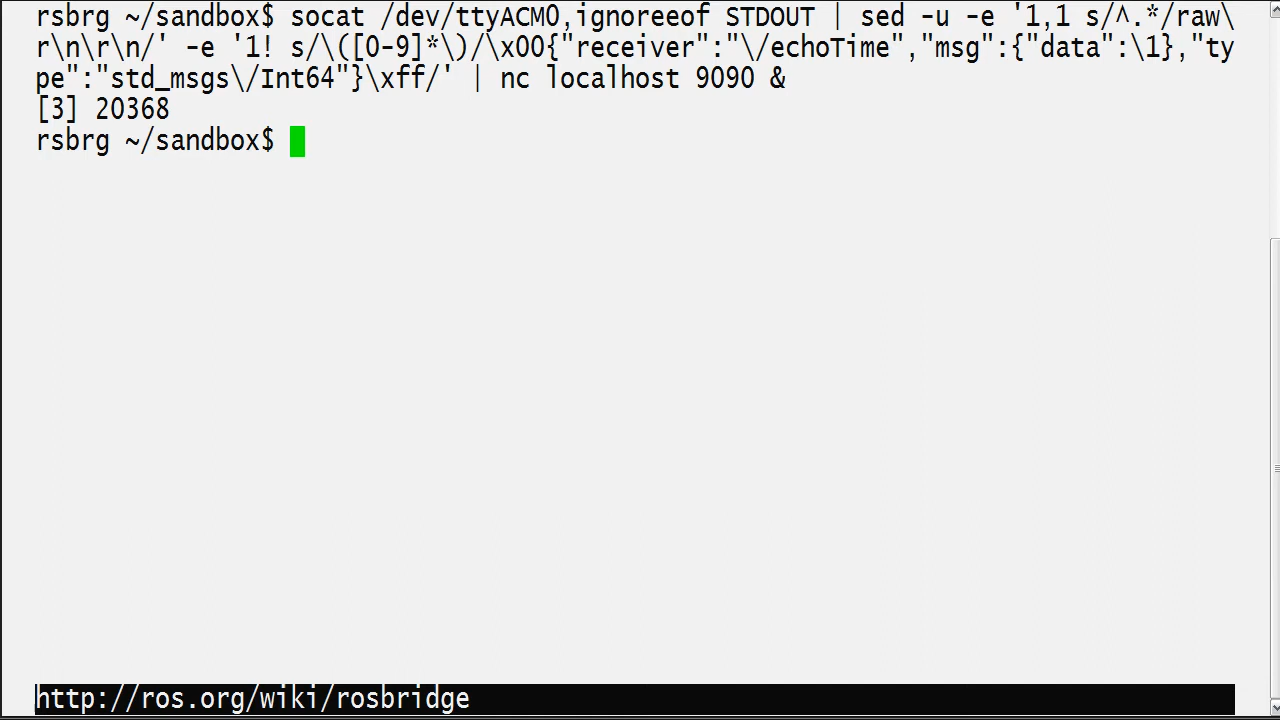 rsbrg ~/sandbox$ socat /dev/ttyACM0,ignoreeof STDOUT | sed -u -e '1,1 s/^.*/raw\
r\n\r\n/' -e '1! s/\([0-9]*\)/\x00{"receiver":"\/echoTime","msg":{"data":\1},"ty
pe":"std_msgs\/Int64"}\xff/' | nc localhost 9090 &
[3] 20368
rsbrg ~/sandbox$
http://ros.org/wiki/rosbridge